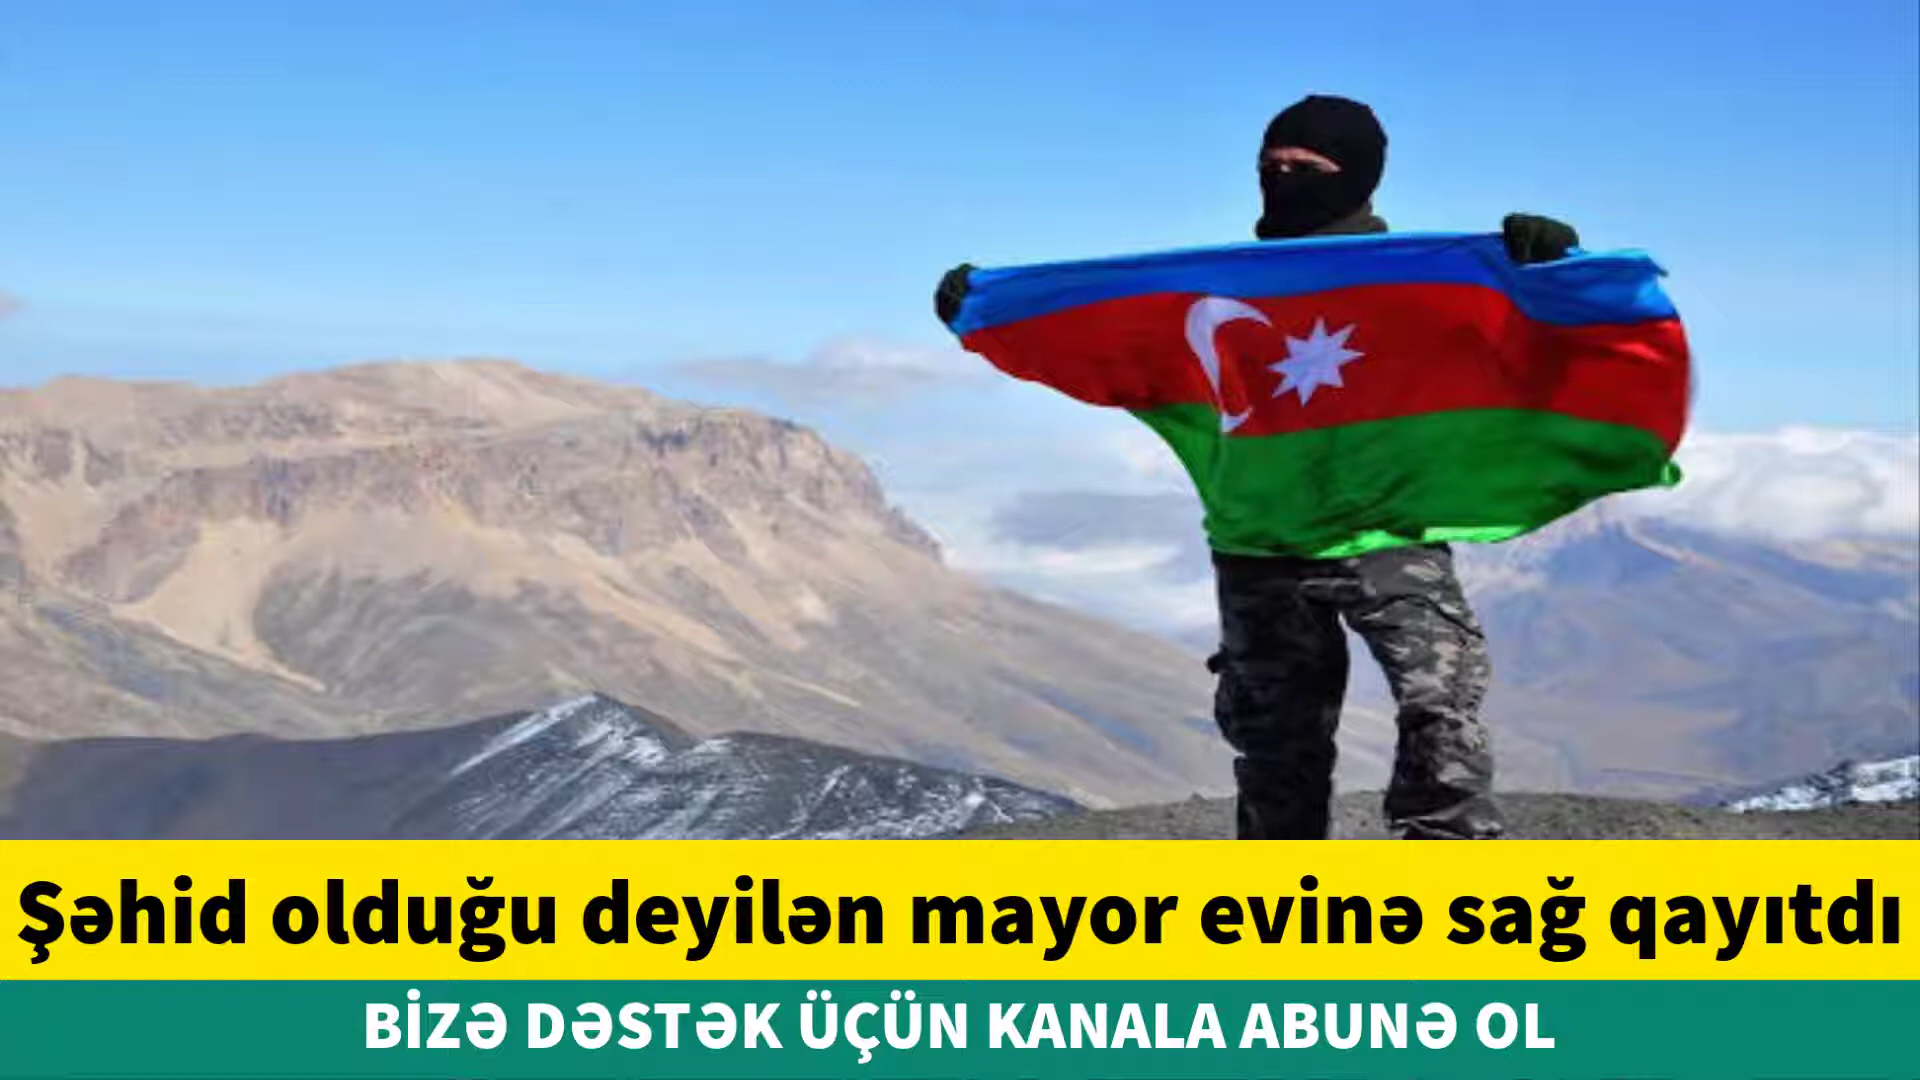 Şəhid olduğu deyilən mayor evinə sağ qayıtdı
BİZƏ DƏSTƏK ÜÇÜN KANALA ABUNƏ OL